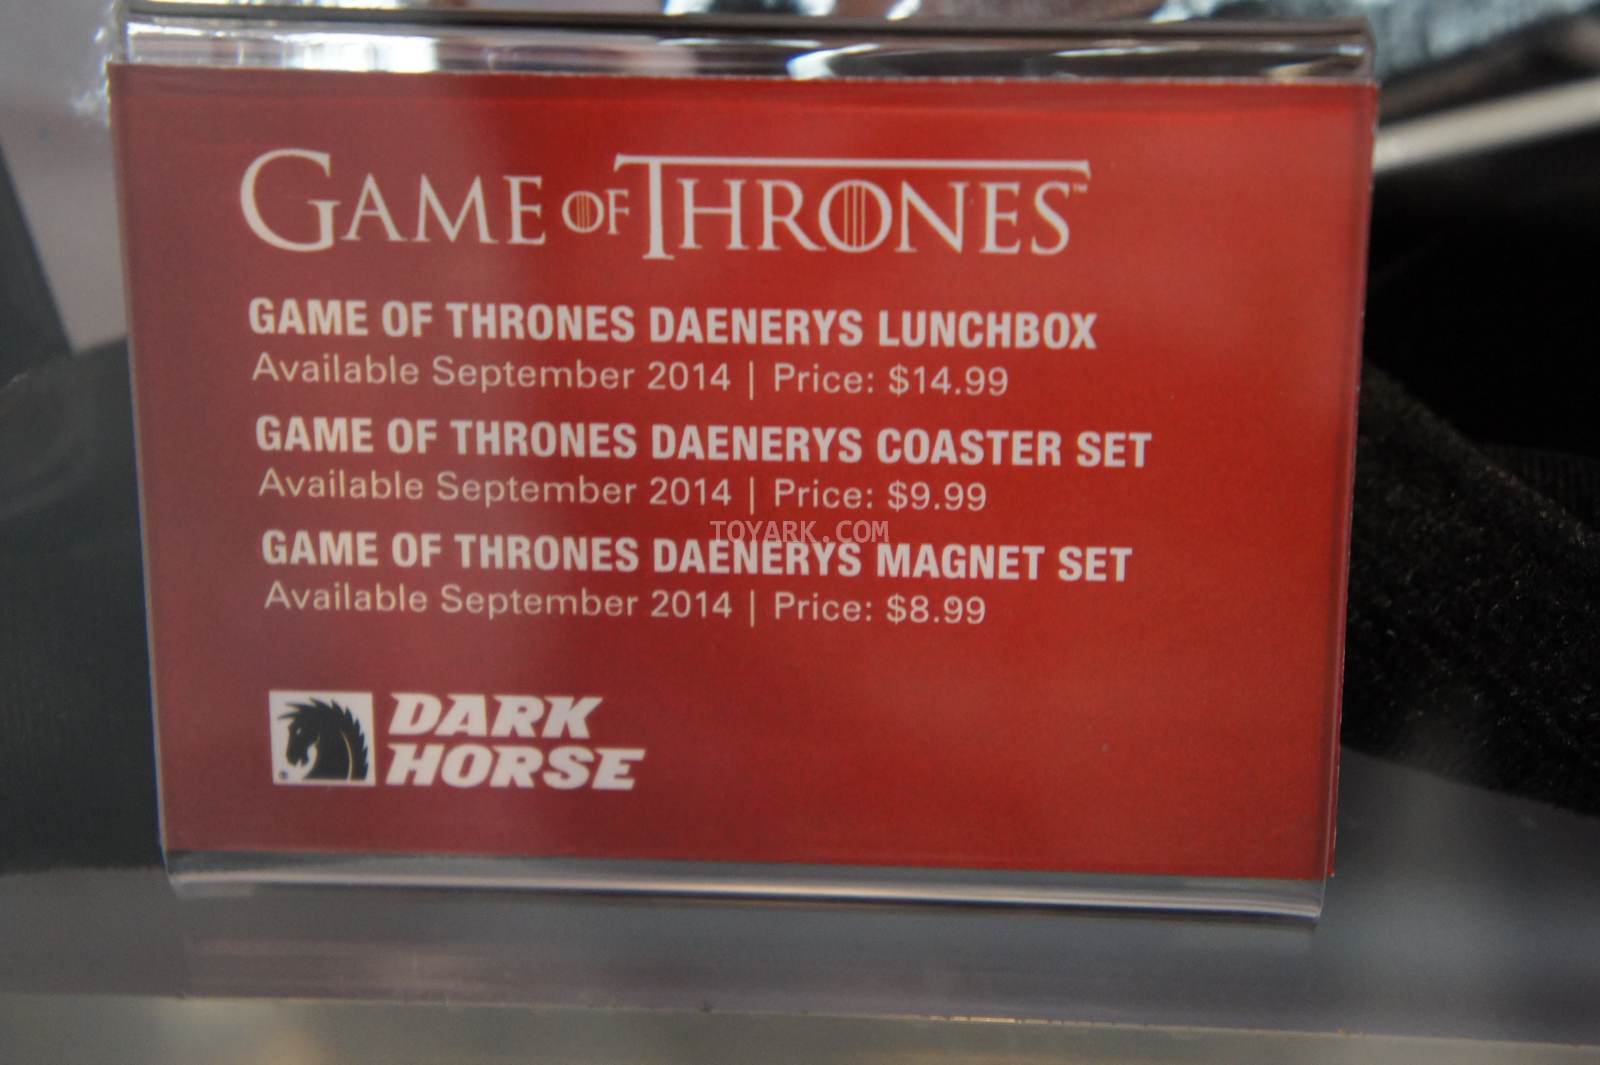 GAME OF THRONES™
GAME OF THRONES DAENERYS LUNCHBOX
Available September 2014 | Price: $14.99
GAME OF THRONES DAENERYS COASTER SET
Available September 2014 | Price: $9.99
TOYARK.COM
GAME OF THRONES DAENERYS MAGNET SET
Available September 2014 | Price: $8.99
DARK
HORSE
®